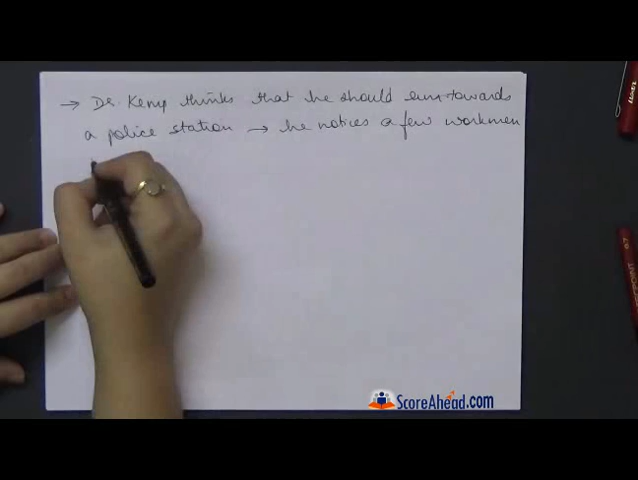 → Dr. Kemp thinks that he should run towards
a police station → he notices a few workmen
ScoreAhead.com